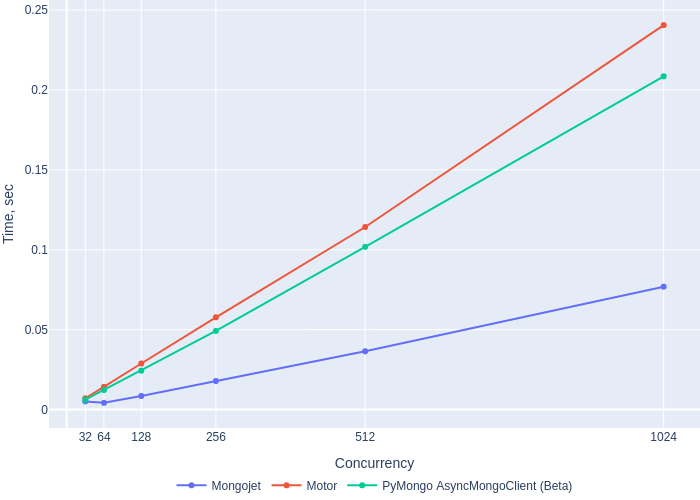 0.25
0.2
0.15
0.1
0.05
0
Time, sec
32 64 128 256 512 1024
Concurrency
Mongojet Motor PyMongo AsyncMongoClient (Beta)